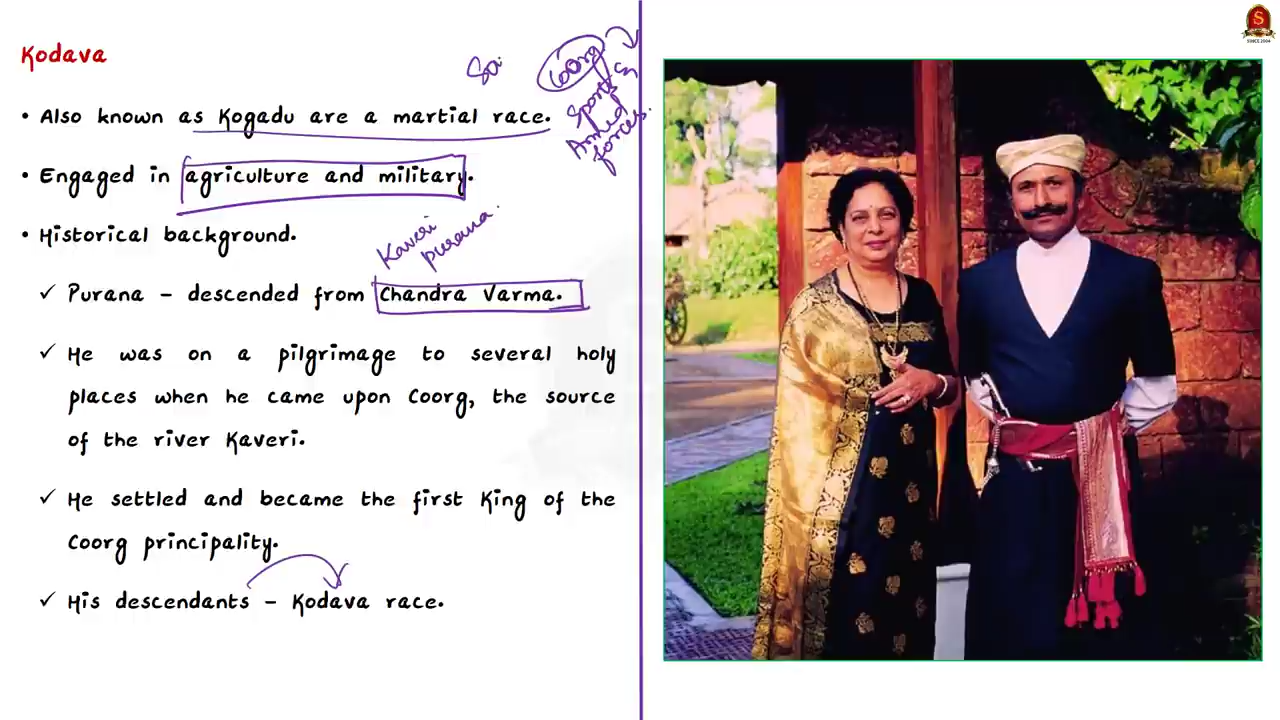 Kodava
Soi
Coorg
Sports &
Armed
forces.
• Also known as Kogadu are a martial race.
• Engaged in agriculture and military.
• Historical background.
Kaveri
purana.
✓ Purana – descended from Chandra Varma.
✓ He was on a pilgrimage to several holy
places when he came upon Coorg, the source
of the river Kaveri.
✓ He settled and became the first King of the
Coorg principality.
✓ His descendants – Kodava race.
S
SINCE 2004